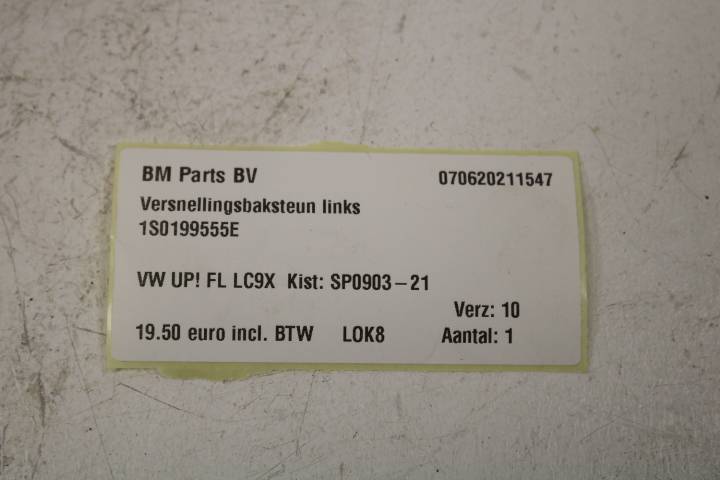 BM Parts BV 070620211547
Versnellingsbaksteun links
1S0199555E
VW UP! FL LC9X Kist: SP0903-21
Verz: 10
19.50 euro incl. BTW LOK8 Aantal: 1